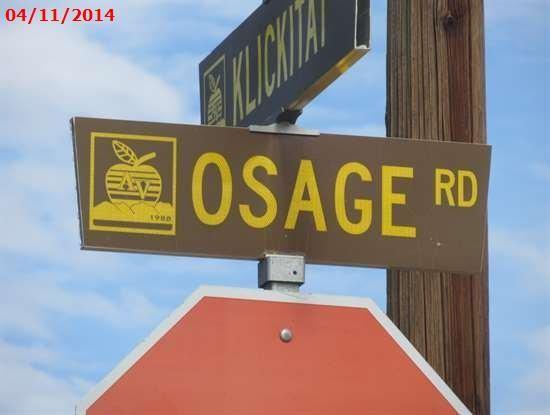 04/11/2014
KLICKITAT
AV
1988
OSAGE RD